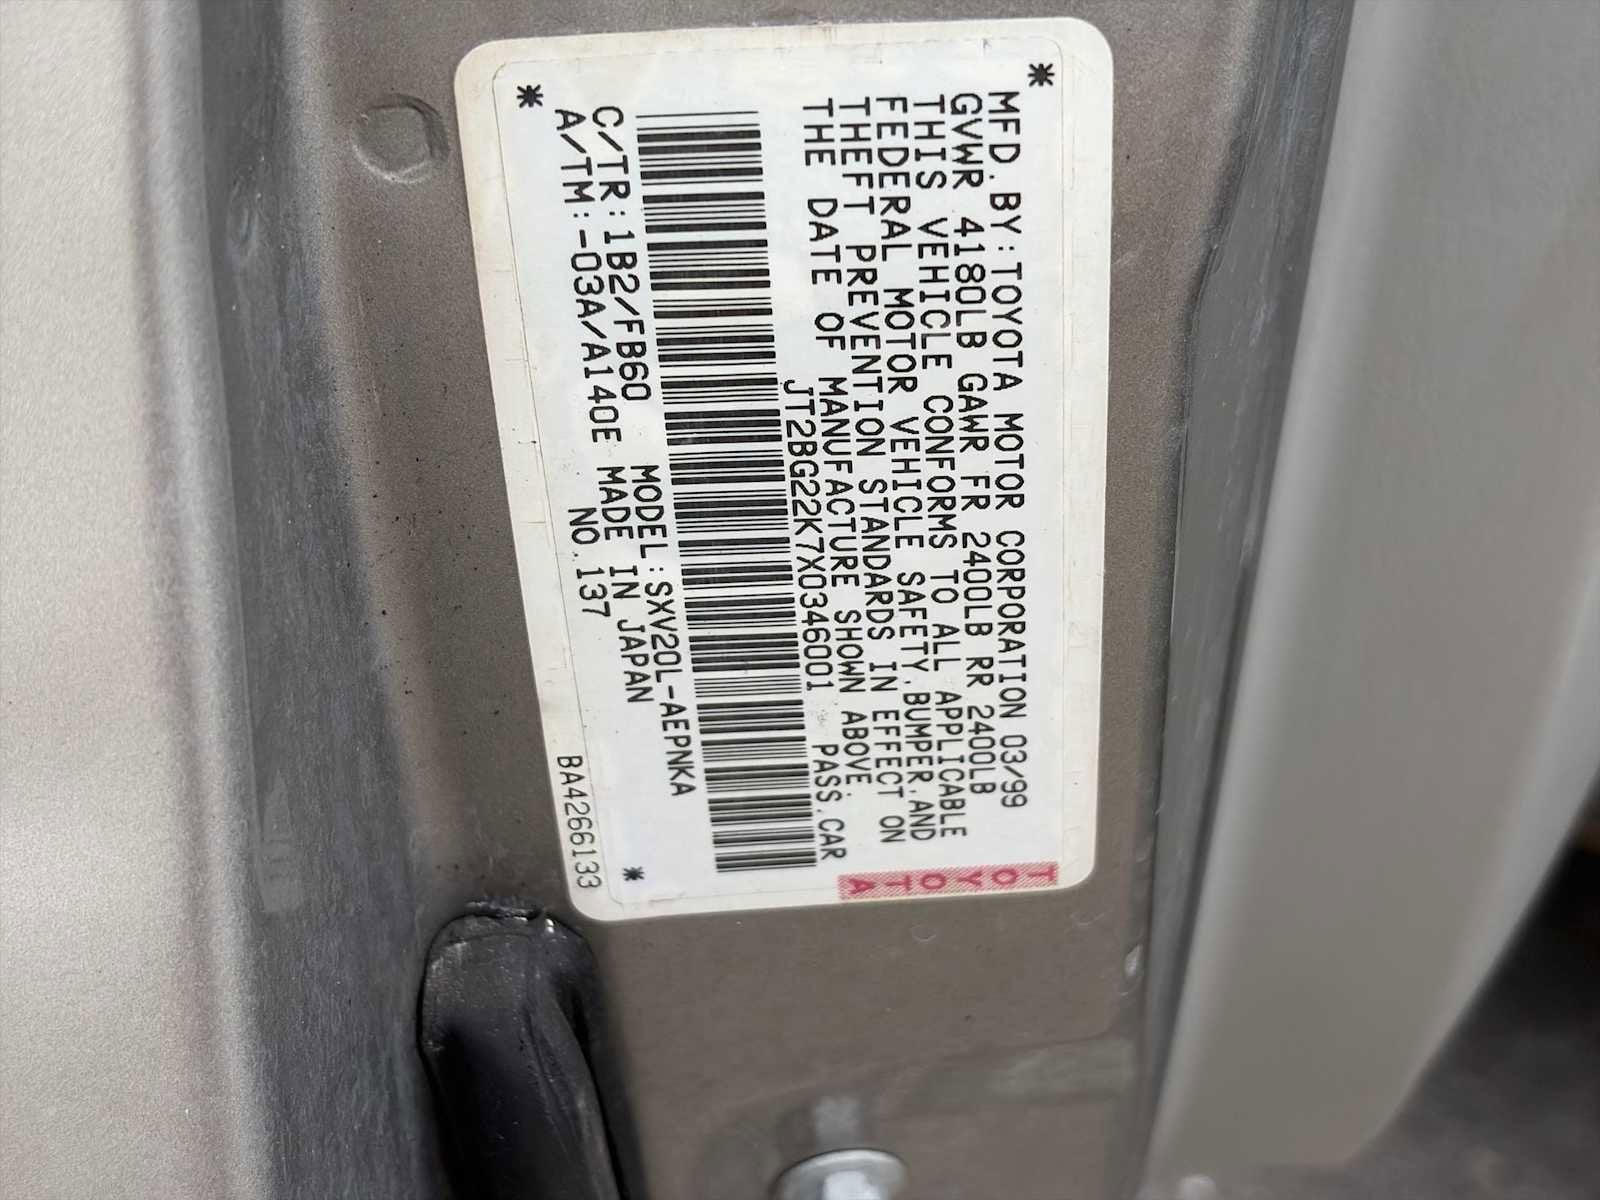 MFD. BY: TOYOTA MOTOR CORPORATION 03/99
GVWR 4180LB GAWR FR 2400LB RR 2400LB
THIS VEHICLE CONFORMS TO ALL APPLICABLE
FEDERAL MOTOR VEHICLE SAFETY, BUMPER, AND
THEFT PREVENTION STANDARDS IN EFFECT ON
THE DATE OF MANUFACTURE SHOWN ABOVE.
JT2BG22K7X0346001 PASS. CAR
C/TR: 1B2/FB60 MODEL: SXV20L-AEPNKA
A/TM: -03A/A140E MADE IN JAPAN
NO. 137
BA4266133
TOYOTA